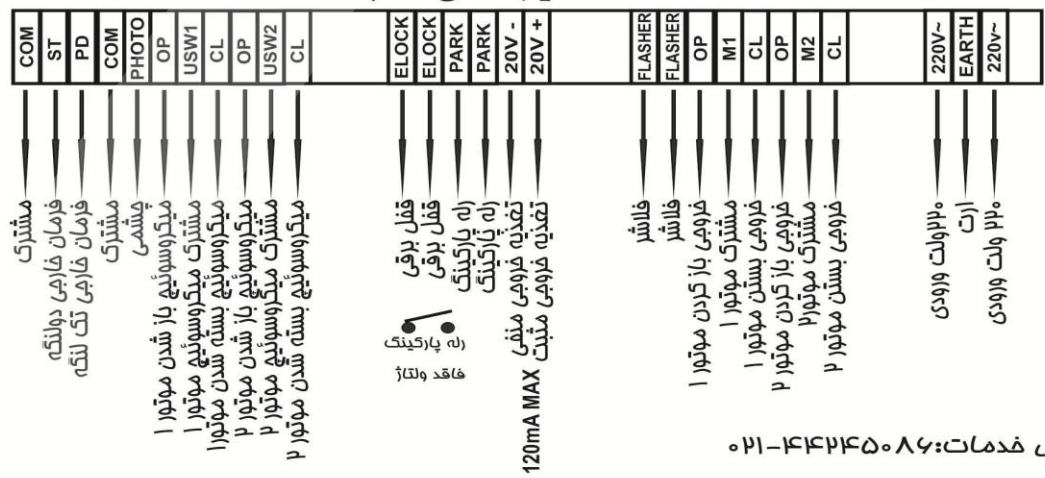 COM
ST
PD
COM
PHOTO
OP
USW1
CL
OP
USW2
CL
ELOCK
ELOCK
PARK
PARK
20V -
20V +
FLASHER
FLASHER
OP
M1
CL
OP
M2
CL
220V~
EARTH
220v~
مشترک
فرمان خارجی دولنگه
فرمان خارجی تک لنگه
مشترک
چشمی
میکروسوئیچ باز شدن موتور ۱
مشترک میکروسوئیچ موتور ۱
میکروسوئیچ بسته شدن موتور۱
میکروسوئیچ باز شدن موتور ۲
مشترک میکروسوئیچ موتور ۲
میکروسوئیچ بسته شدن موتور ۲
قفل برقی
قفل برقی
رله پارکینگ
رله پارکینگ
تغذیه خروجی منفی
تغذیه خروجی مثبت
120mA MAX
رله پارکینگ
فاقد ولتاژ
فلاشر
فلاشر
خروجی باز کردن موتور ۱
مشترک موتور ۱
خروجی بستن موتور ۱
خروجی باز کردن موتور ۲
مشترک موتور۲
خروجی بستن موتور ۲
۲۲۰ولت ورودی
ارت
۲۲۰ ولت ورودی
خدمات:۰۲۱-۴۴۲۴۵۰۸۶